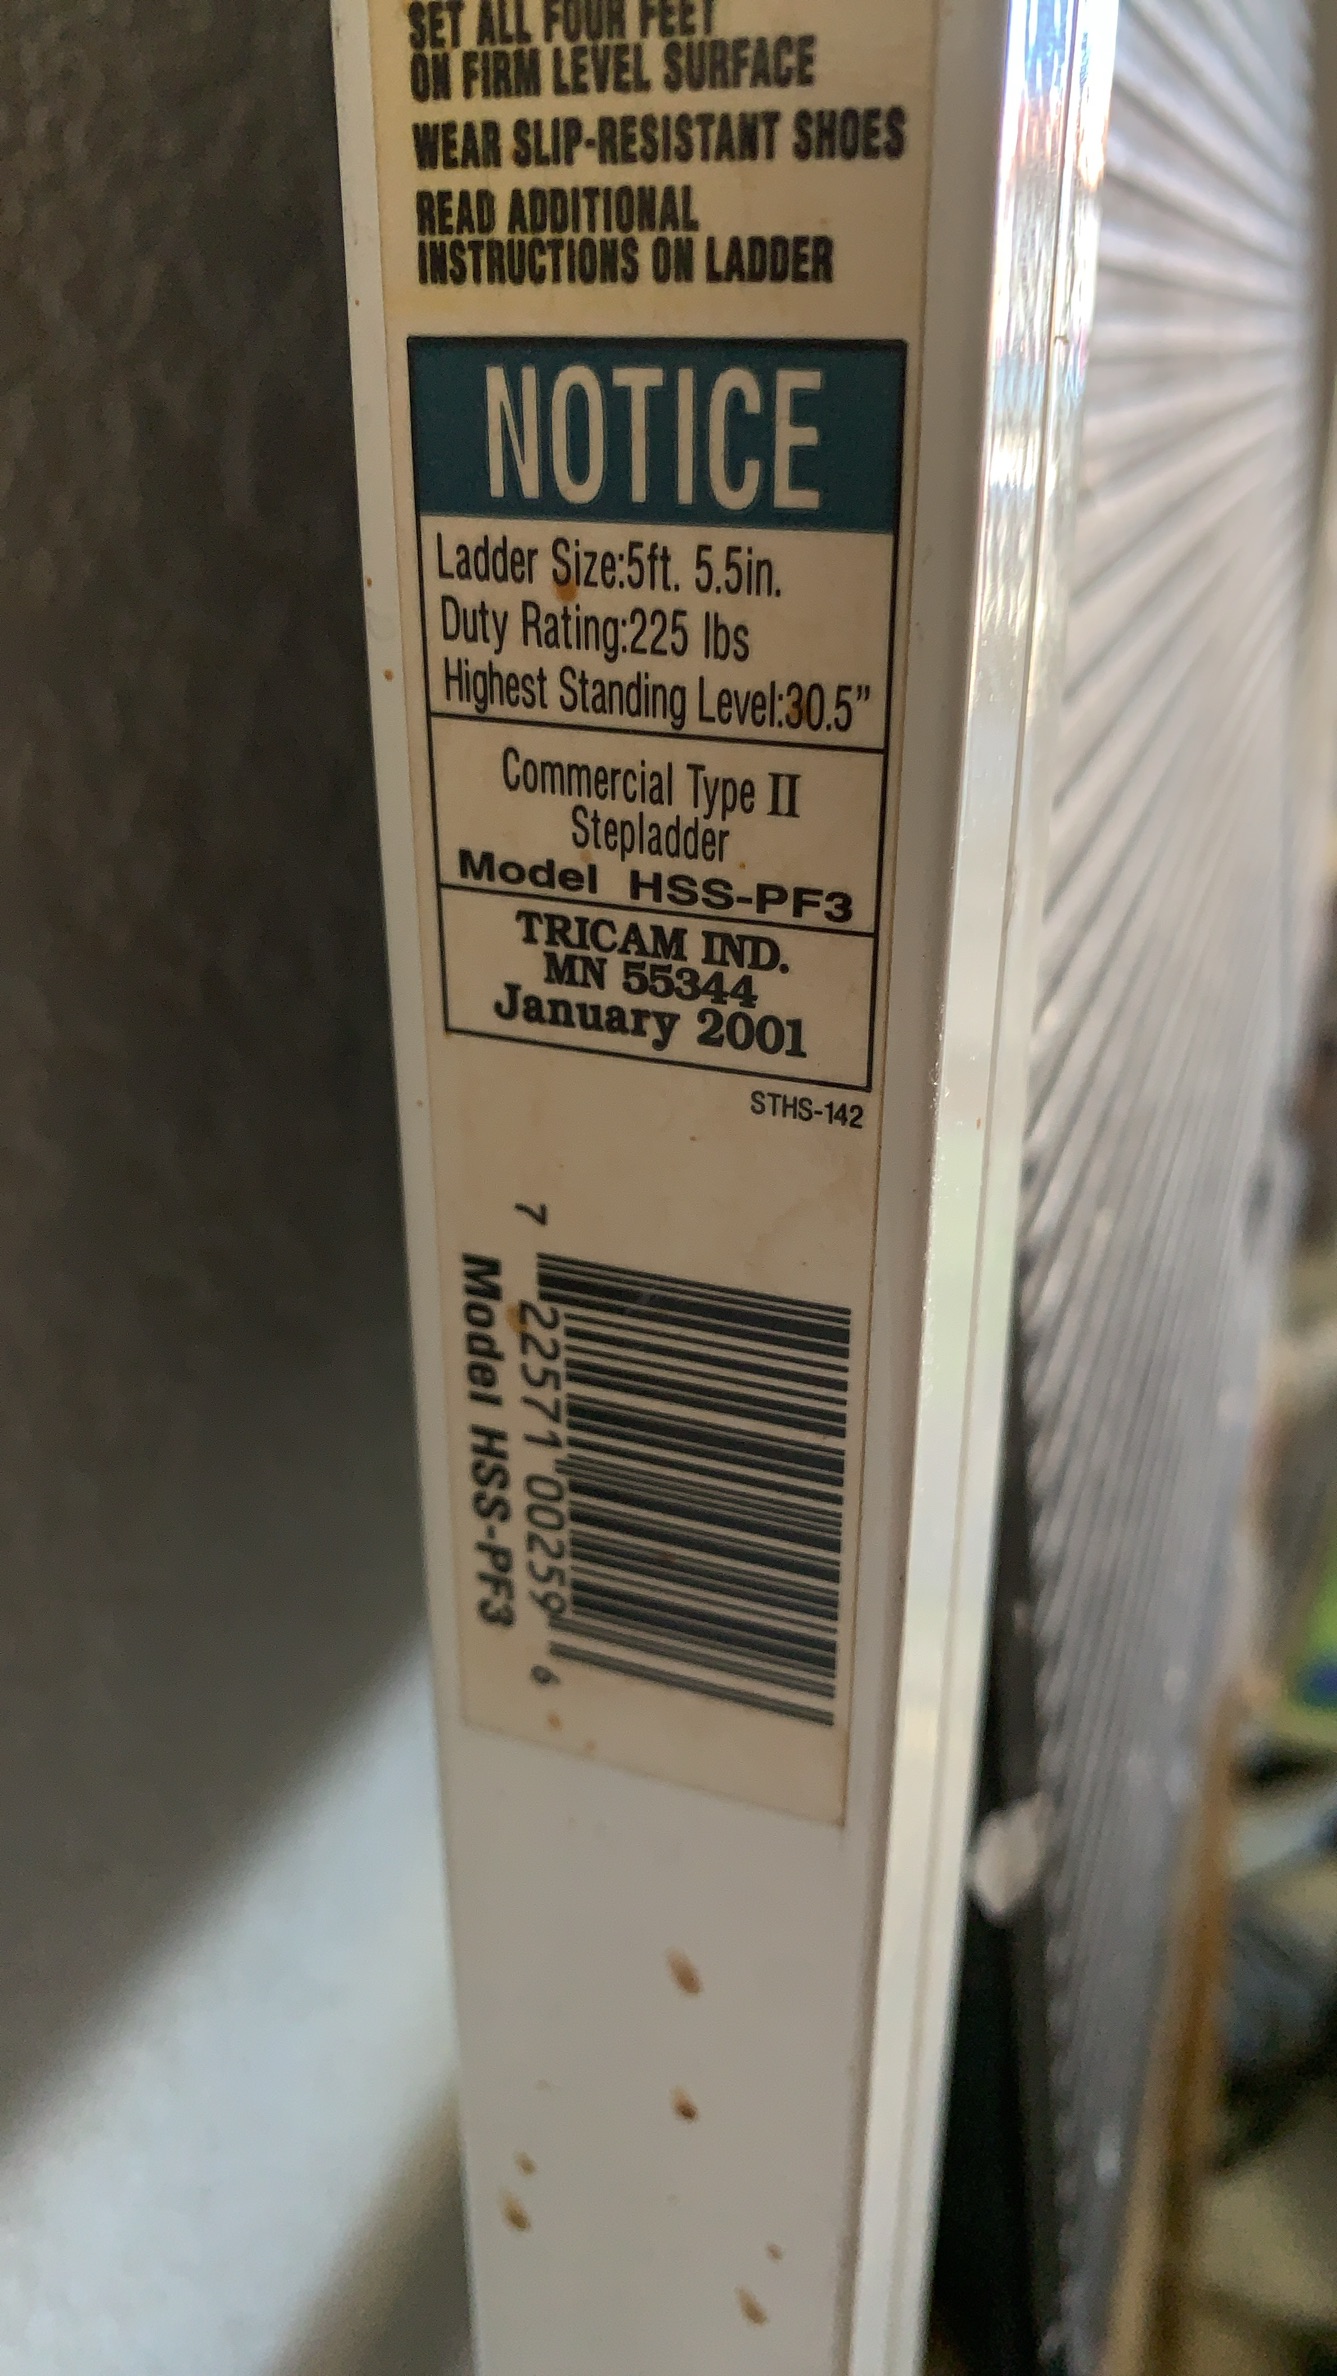 SET ALL FOUR FEET
ON FIRM LEVEL SURFACE
WEAR SLIP-RESISTANT SHOES
READ ADDITIONAL
INSTRUCTIONS ON LADDER
NOTICE
Ladder Size:5ft. 5.5in.
Duty Rating:225 lbs
Highest Standing Level:30.5”
Commercial Type II
Stepladder
Model HSS-PF3
TRICAM IND.
MN 55344
January 2001
STHS-142
7 22571 00259 6
Model HSS-PF3